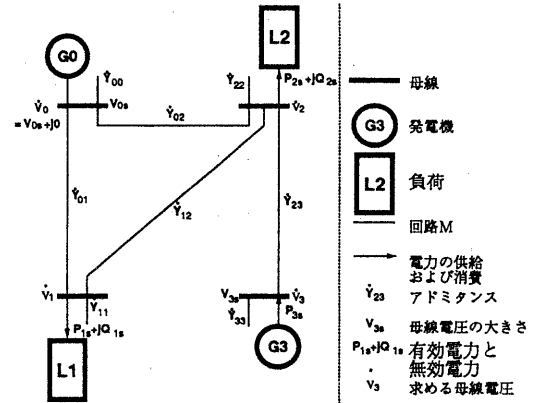 G0
L2
Ẏ00
Ẏ22
P2s+jQ2s
V̇0
V0s
V̇2
= V0s+j0
Ẏ02
Ẏ01
Ẏ12
Ẏ23
V̇1
Ẏ11
V3s
V̇3
Ẏ33
P3s
P1s+jQ1s
L1
G3
母線
G3
発電機
L2
負荷
回路M
電力の供給
および消費
Ẏ23
アドミタンス
V3s
母線電圧の大きさ
P1s+jQ1s
有効電力と
無効電力
V̇3
求める母線電圧